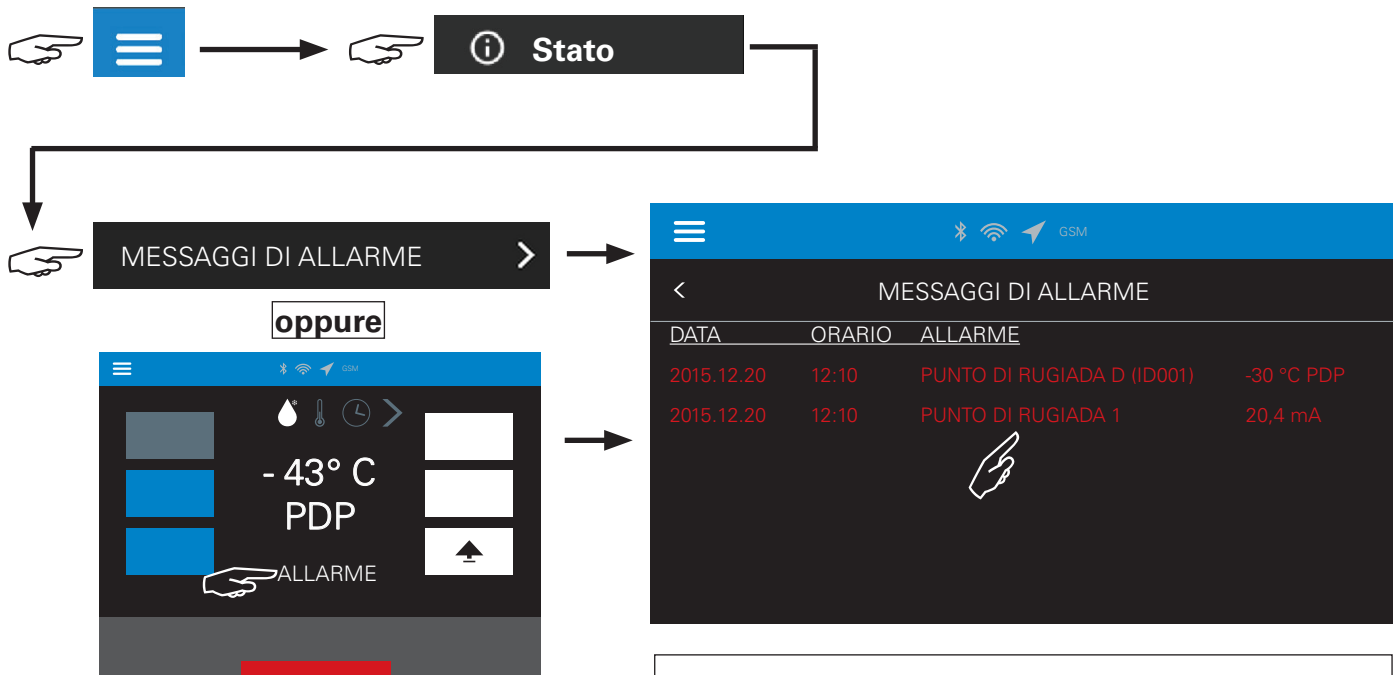 Stato
MESSAGGI DI ALLARME
oppure
GSM
- 43° C
PDP
ALLARME
GSM
MESSAGGI DI ALLARME
DATA ORARIO ALLARME
2015.12.20 12:10 PUNTO DI RUGIADA D (ID001) -30 °C PDP
2015.12.20 12:10 PUNTO DI RUGIADA 1 20,4 mA